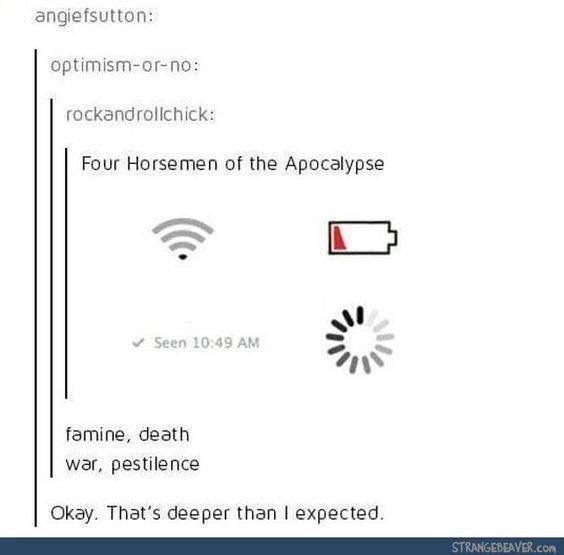 angiefsutton:
optimism-or-no:
rockandrollchick:
Four Horsemen of the Apocalypse
✓ Seen 10:49 AM
famine, death
war, pestilence
Okay. That's deeper than I expected.
STRANGEBEAVER.COM